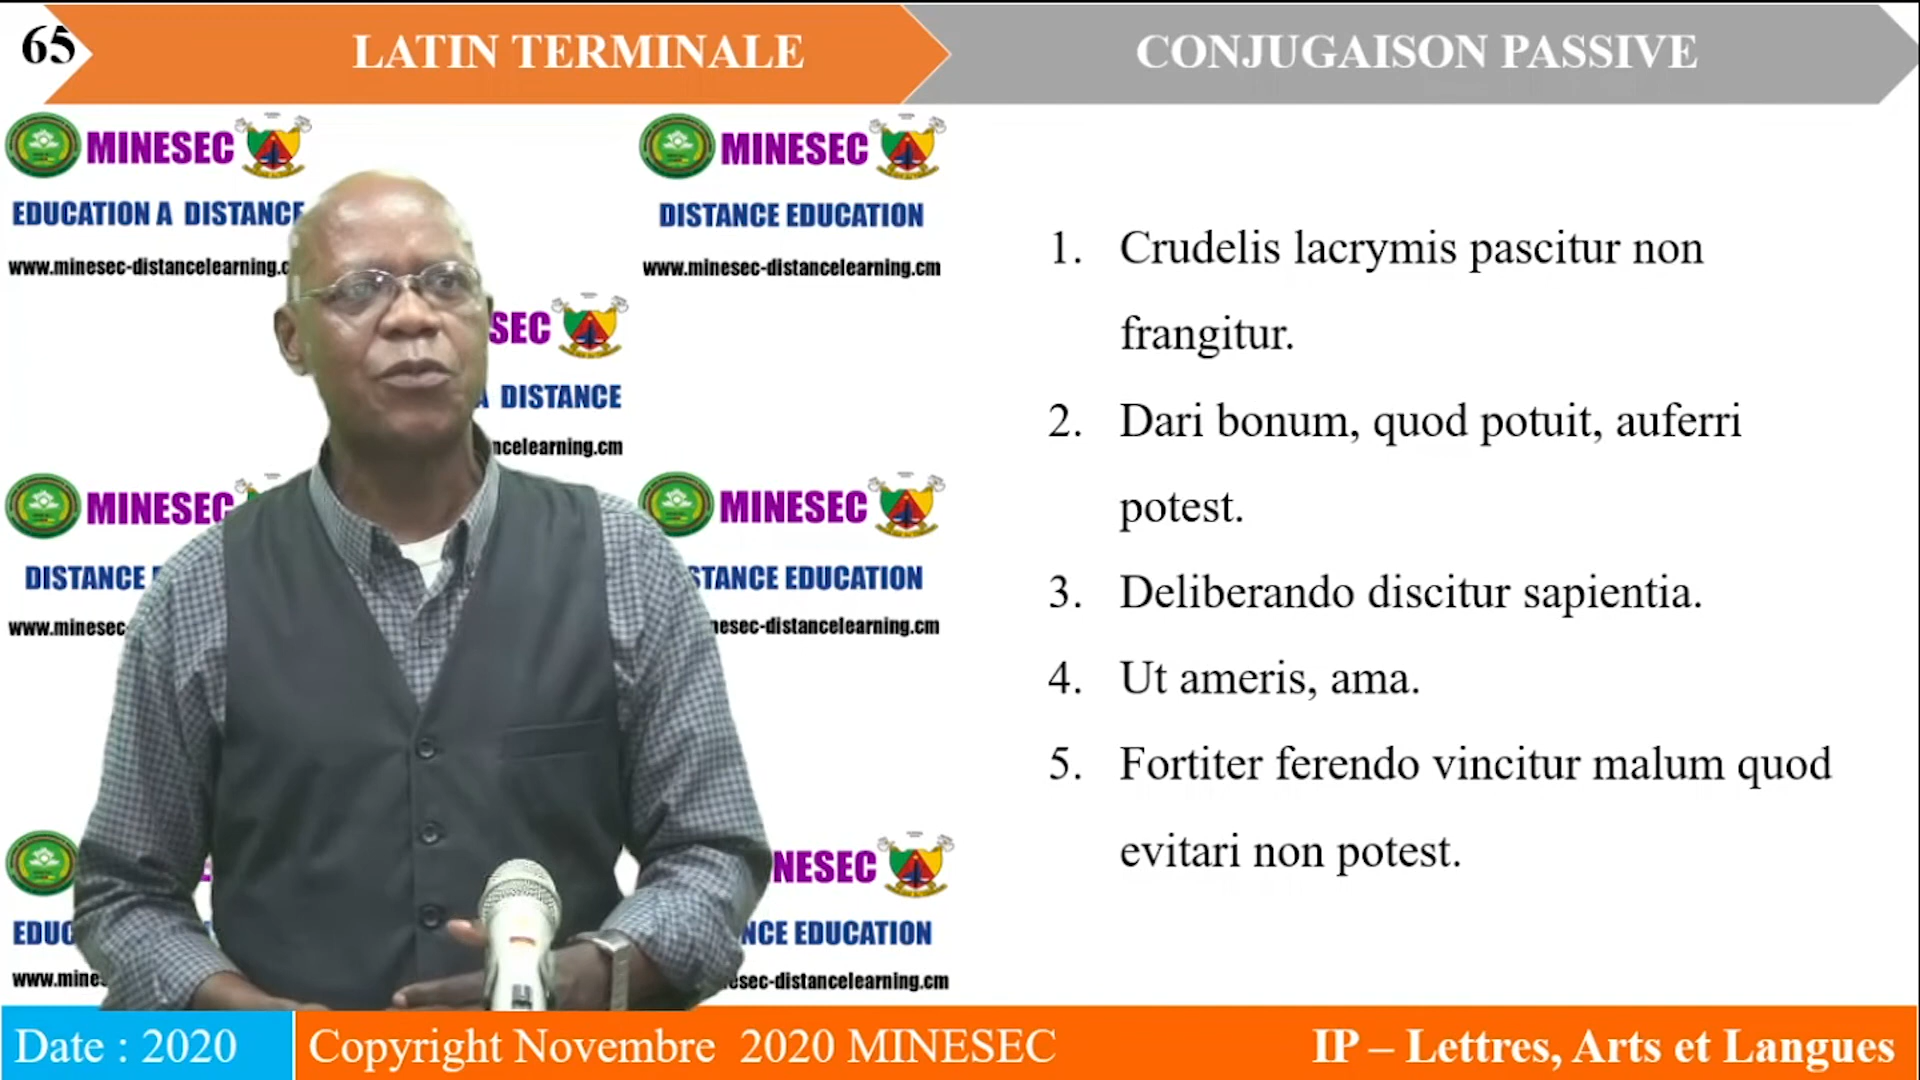 65
LATIN TERMINALE
CONJUGAISON PASSIVE
MINESEC
EDUCATION A DISTANCE
www.minesec-distancelearning.c
MINESEC
DISTANCE EDUCATION
www.minesec-distancelearning.cm
SEC
A DISTANCE
ncelearning.cm
MINESEC
DISTANCE E
www.minesec-
MINESEC
STANCE EDUCATION
nesec-distancelearning.cm
EDUC
www.mines
NESEC
NCE EDUCATION
esec-distancelearning.cm
1. Crudelis lacrymis pascitur non
frangitur.
2. Dari bonum, quod potuit, auferri
potest.
3. Deliberando discitur sapientia.
4. Ut ameris, ama.
5. Fortiter ferendo vincitur malum quod
evitari non potest.
Date : 2020
Copyright Novembre 2020 MINESEC
IP – Lettres, Arts et Langues